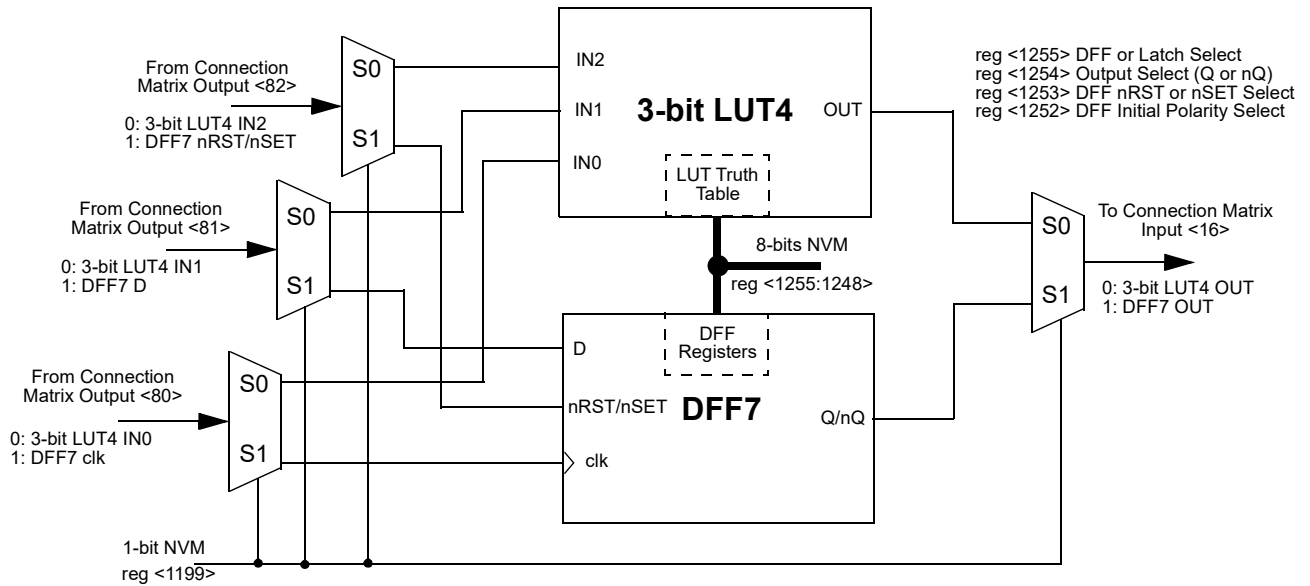 From Connection
Matrix Output <82>
0: 3-bit LUT4 IN2
1: DFF7 nRST/nSET
S0
S1
From Connection
Matrix Output <81>
0: 3-bit LUT4 IN1
1: DFF7 D
S0
S1
From Connection
Matrix Output <80>
0: 3-bit LUT4 IN0
1: DFF7 clk
S0
S1
1-bit NVM
reg <1199>
IN2
IN1
IN0
3-bit LUT4
OUT
LUT Truth
Table
8-bits NVM
reg <1255:1248>
DFF
Registers
D
nRST/nSET
clk
DFF7
Q/nQ
reg <1255> DFF or Latch Select
reg <1254> Output Select (Q or nQ)
reg <1253> DFF nRST or nSET Select
reg <1252> DFF Initial Polarity Select
S0
S1
To Connection Matrix
Input <16>
0: 3-bit LUT4 OUT
1: DFF7 OUT